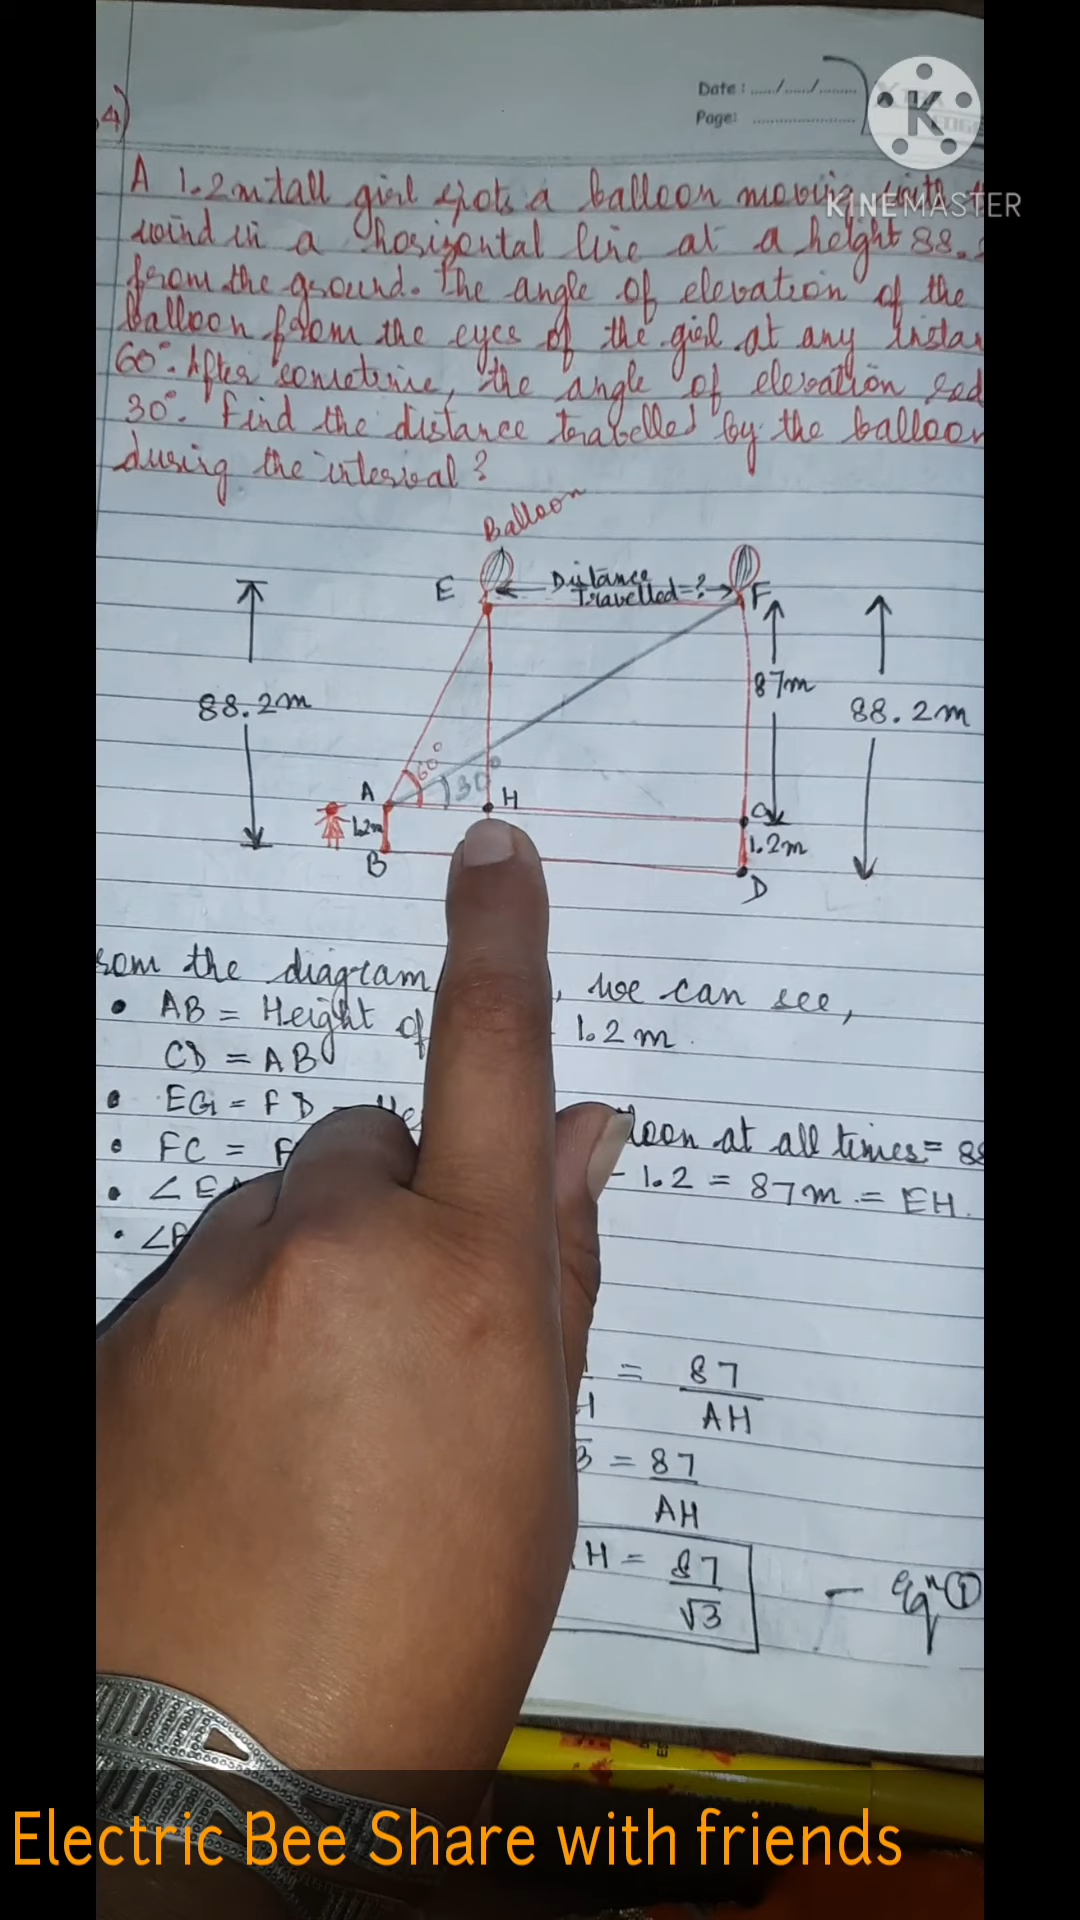 Date : ...../....../.........
Page: ......................
K
KINEMASTER
4)
A 1.2m tall girl spots a balloon moving with
wind in a horizontal line at a height 88.
from the ground. The angle of elevation of the
balloon from the eyes of the girl at any insta
60°. After sometime, the angle of elevation red
30°. Find the distance travelled by the balloon
during the interval?
Balloon
E Distance Travelled=? F
88.2m
87m
88.2m
60°
30°
A H C
1.2m
1.2m
B
D
rom the diagram, we can see,
• AB = Height of 1.2 m.
CD = AB
• EG = FD = He loon at all times = 88
• FC = F - 1.2 = 87m = EH.
• ∠EA
• ∠F
= 87
H AH
3 = 87
AH
H = 87
√3
— eqⁿ ①
Electric Bee Share with friends